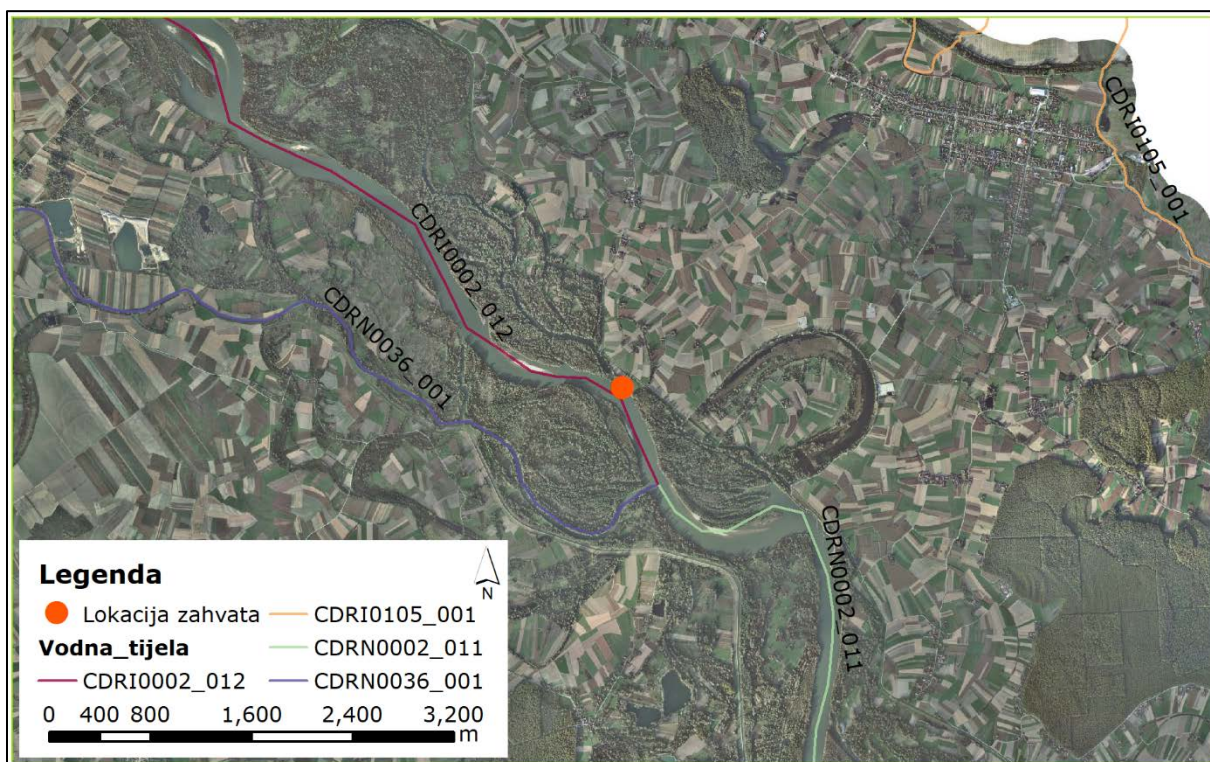 CDRI0105_001
CDRI0002_012
CDRN0036_001
CDRN0002_011
Legenda
N
Lokacija zahvata
CDRI0105_001
Vodna_tijela
CDRN0002_011
CDRI0002_012
CDRN0036_001
0 400 800 1,600 2,400 3,200
m